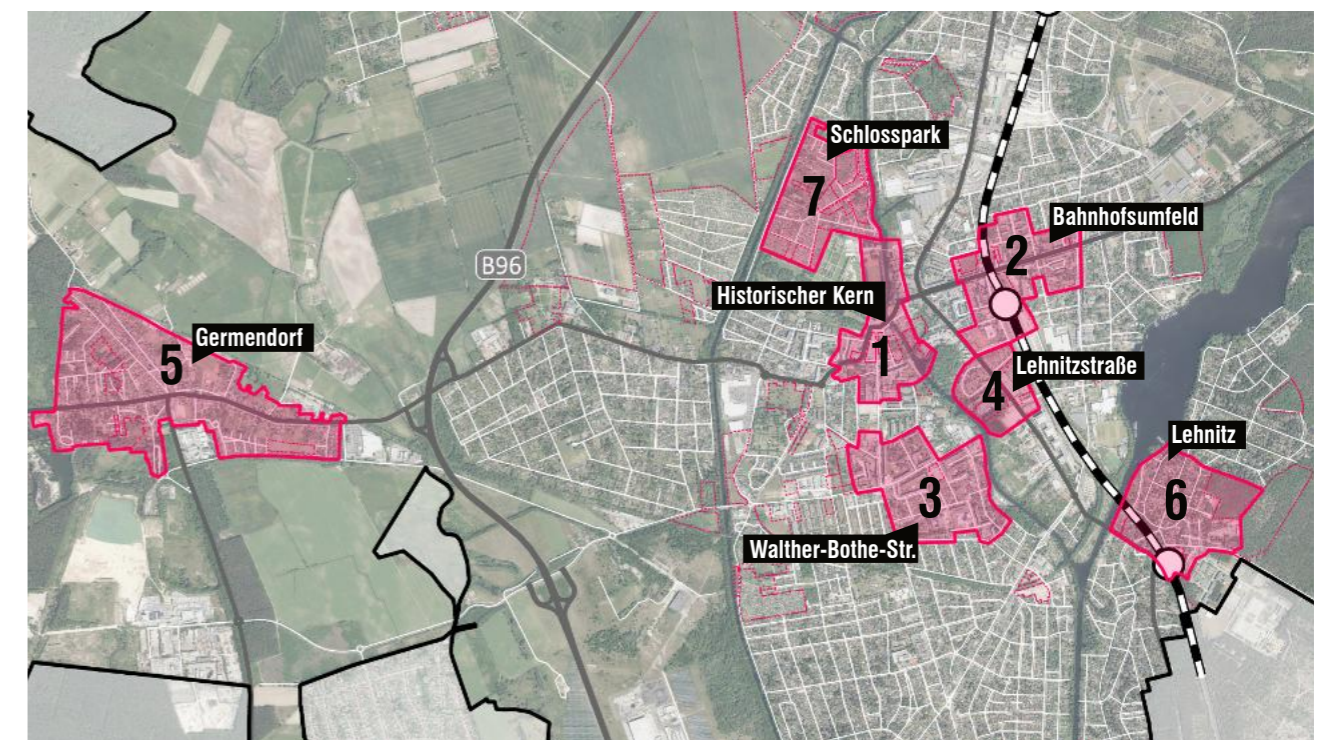 Schlosspark
7
Bahnhofsumfeld
2
B96
Historischer Kern
1
Germendorf
5
Lehnitzstraße
4
Lehnitz
6
3
Walther-Bothe-Str.